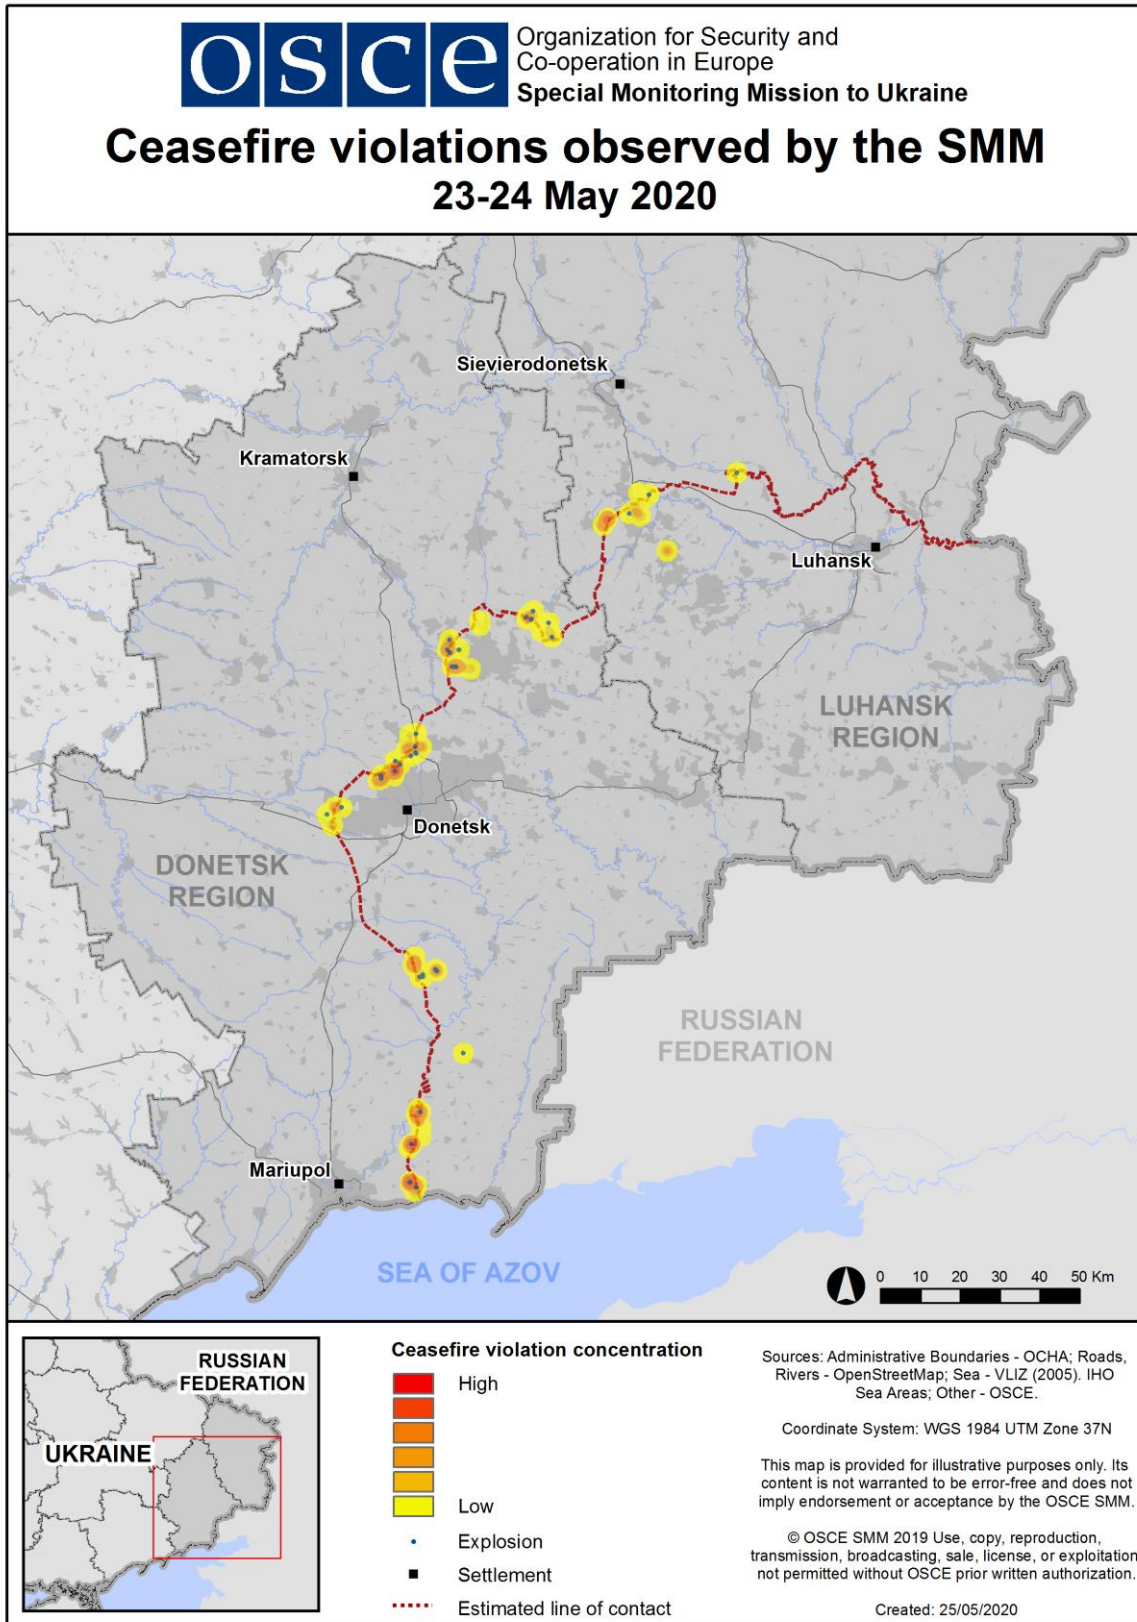 osce
Organization for Security and
Co-operation in Europe
Special Monitoring Mission to Ukraine
Ceasefire violations observed by the SMM
23-24 May 2020
Sievierodonetsk
Kramatorsk
Luhansk
LUHANSK
REGION
Donetsk
DONETSK
REGION
RUSSIAN
FEDERATION
Mariupol
SEA OF AZOV
0 10 20 30 40 50 Km
RUSSIAN
FEDERATION
UKRAINE
Ceasefire violation concentration
High
Low
Explosion
Settlement
Estimated line of contact
Sources: Administrative Boundaries - OCHA; Roads,
Rivers - OpenStreetMap; Sea - VLIZ (2005). IHO
Sea Areas; Other - OSCE.
Coordinate System: WGS 1984 UTM Zone 37N
This map is provided for illustrative purposes only. Its
content is not warranted to be error-free and does not
imply endorsement or acceptance by the OSCE SMM.
© OSCE SMM 2019 Use, copy, reproduction,
transmission, broadcasting, sale, license, or exploitation
not permitted without OSCE prior written authorization.
Created: 25/05/2020